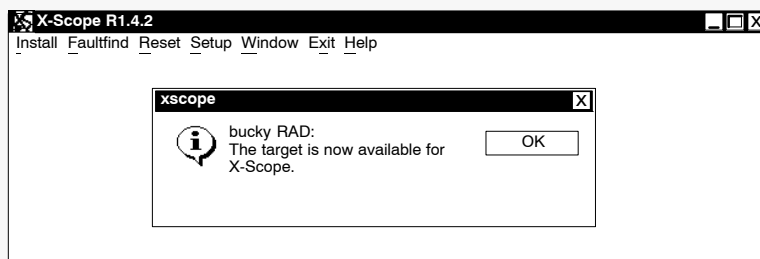 X-Scope R1.4.2
Install Faultfind Reset Setup Window Exit Help
xscope
X
bucky RAD:
The target is now available for
X-Scope.
OK